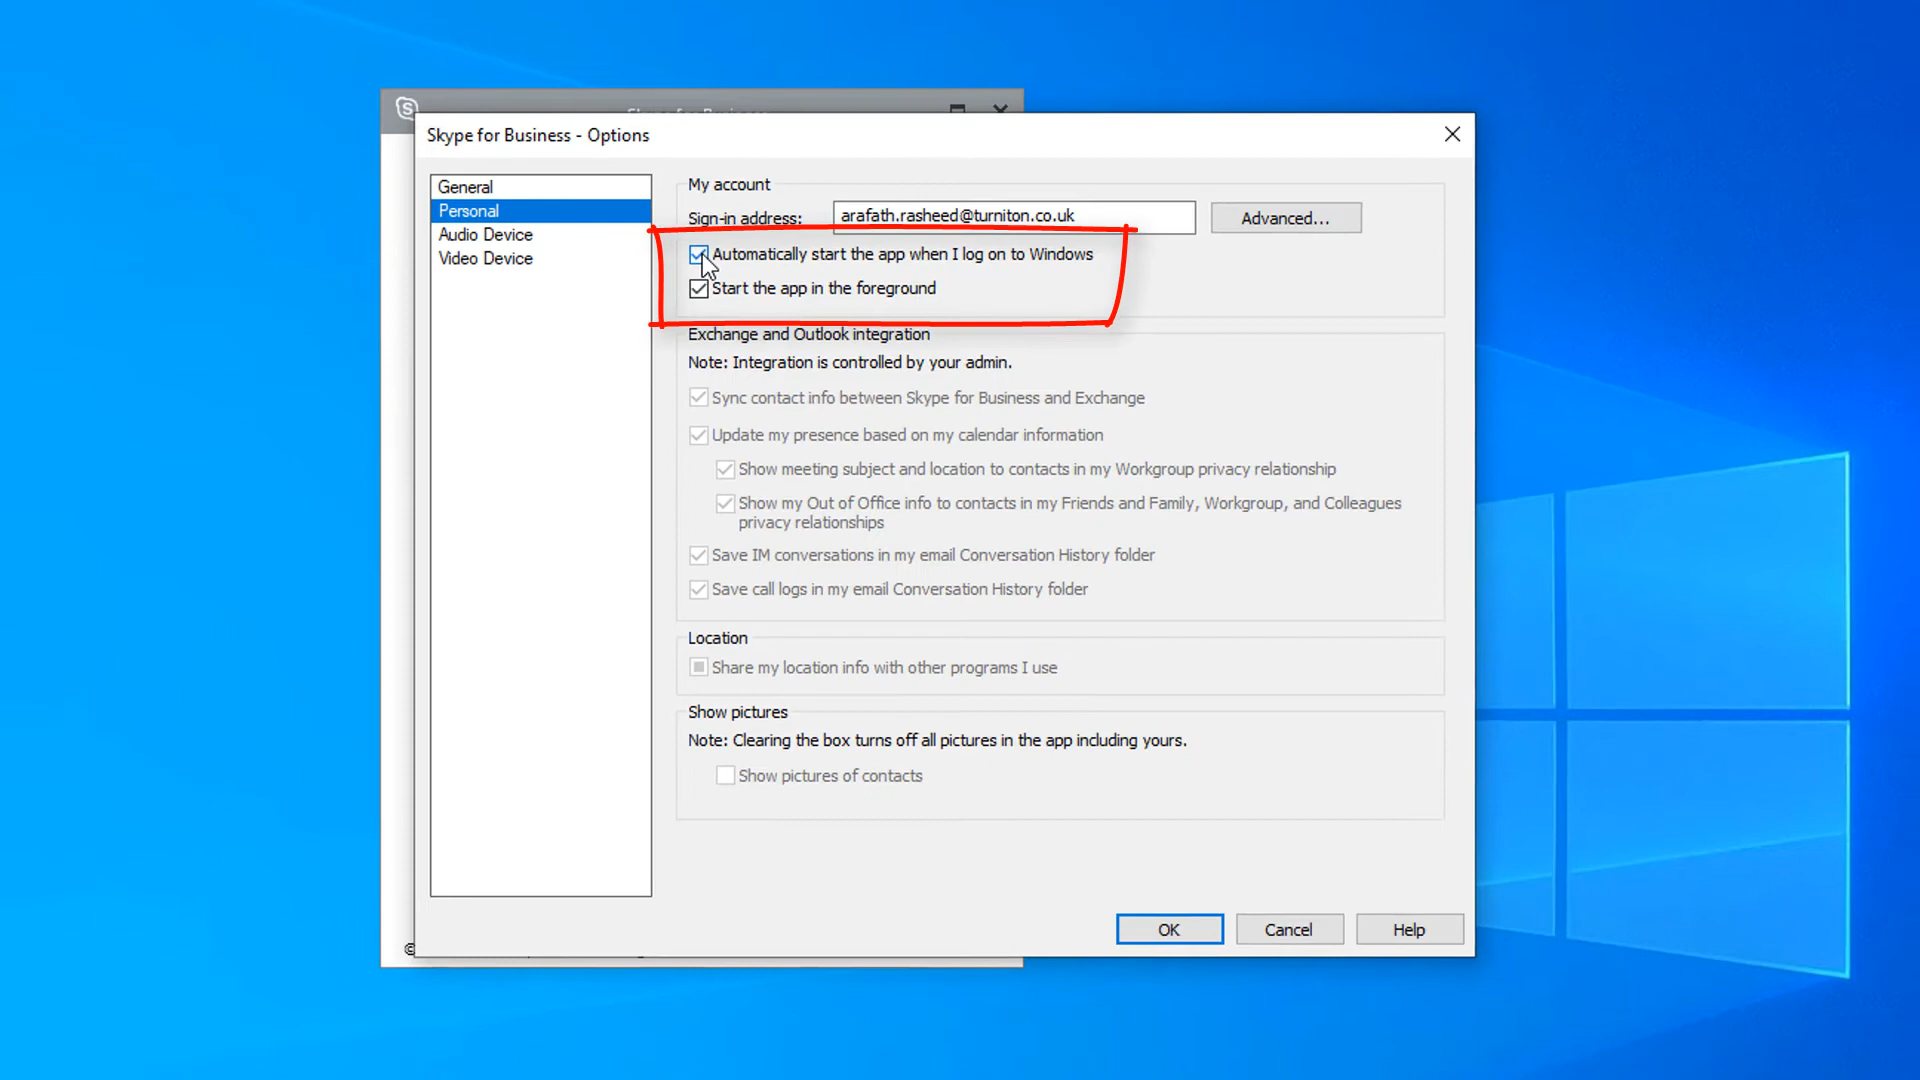 Skype for Business - Options
General
Personal
Audio Device
Video Device
My account
Sign-in address:
arafath.rasheed@turniton.co.uk
Advanced...
Automatically start the app when I log on to Windows
Start the app in the foreground
Exchange and Outlook integration
Note: Integration is controlled by your admin.
Sync contact info between Skype for Business and Exchange
Update my presence based on my calendar information
Show meeting subject and location to contacts in my Workgroup privacy relationship
Show my Out of Office info to contacts in my Friends and Family, Workgroup, and Colleagues
privacy relationships
Save IM conversations in my email Conversation History folder
Save call logs in my email Conversation History folder
Location
Share my location info with other programs I use
Show pictures
Note: Clearing the box turns off all pictures in the app including yours.
Show pictures of contacts
OK
Cancel
Help